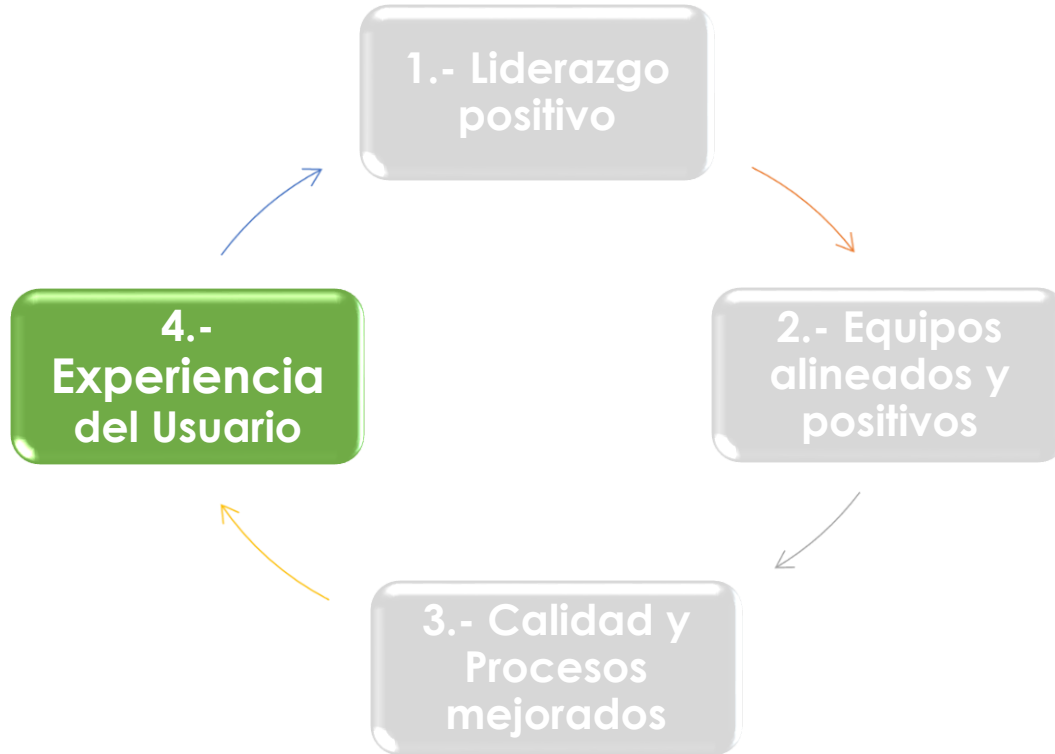 1.- Liderazgo
positivo
2.- Equipos
alineados y
positivos
3.- Calidad y
Procesos
mejorados
4.-
Experiencia
del Usuario